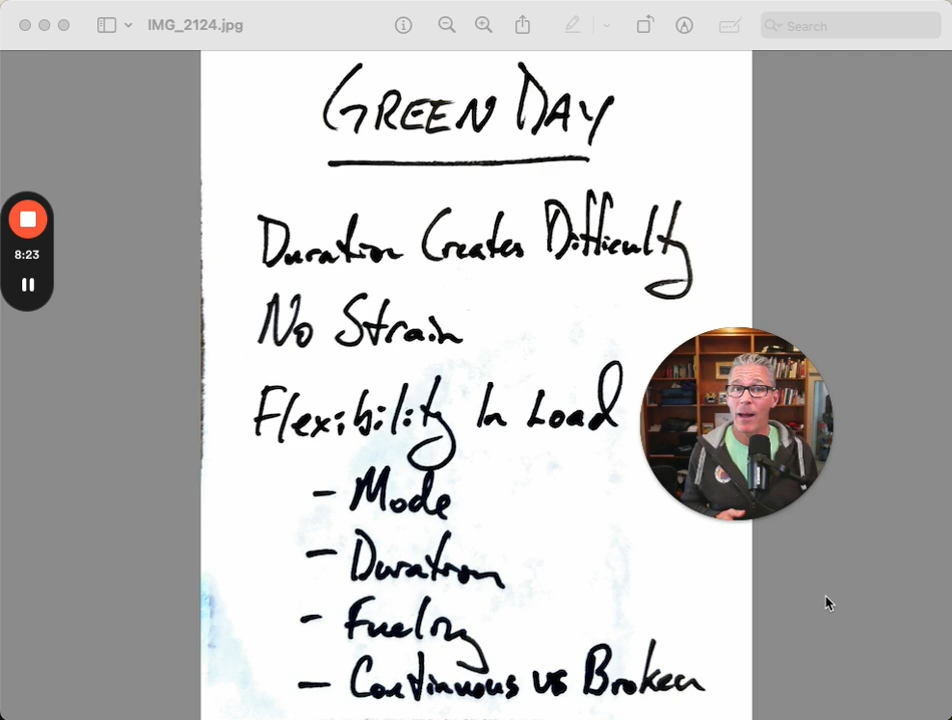 IMG_2124.jpg
Search
GREEN DAY
Duration Creates Difficulty
No Strain
8:23
Flexibility In Load
- Mode
- Duration
- Fueling
- Continuous vs Broken